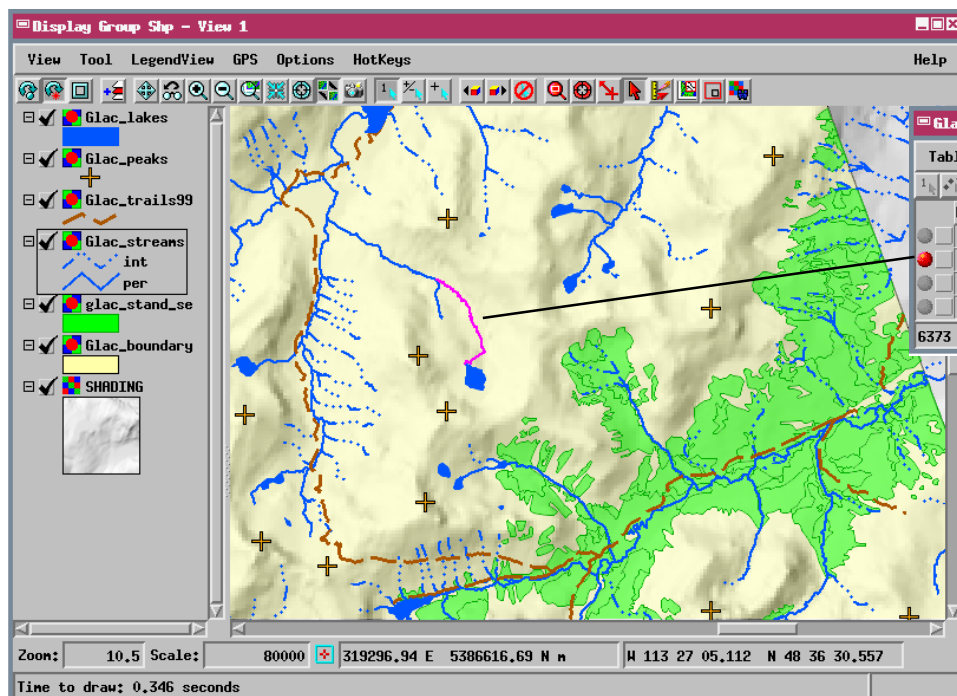 Display Group Shp - View 1
View Tool LegendView GPS Options HotKeys Help
Glac_lakes
Glac_peaks
Glac_trails99
Glac_streams
int
per
glac_stand_se
Glac_boundary
SHADING
Gla
Tabl
6373
Zoom: 10.5 Scale: 80000 319296.94 E 5386616.69 N m W 113 27 05.112 N 48 36 30.557
Time to draw: 0.346 seconds